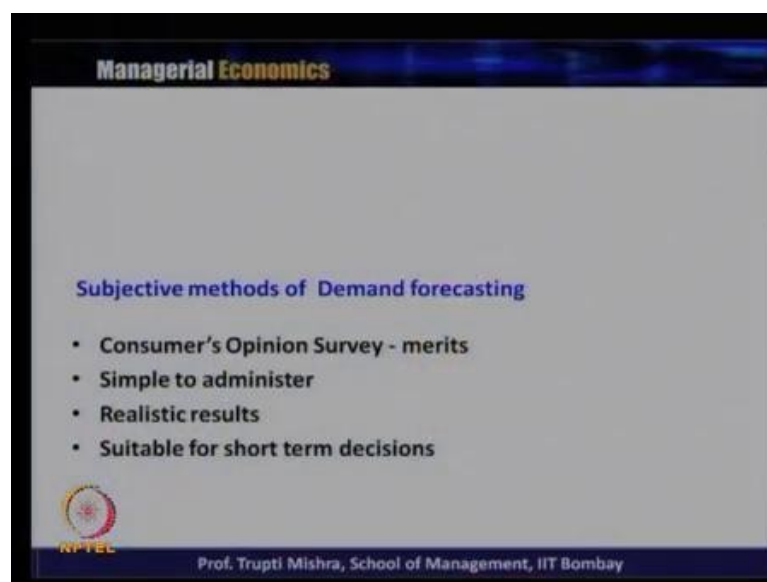 Managerial Economics
Subjective methods of Demand forecasting
• Consumer's Opinion Survey - merits
• Simple to administer
• Realistic results
• Suitable for short term decisions
NPTEL
Prof. Trupti Mishra, School of Management, IIT Bombay